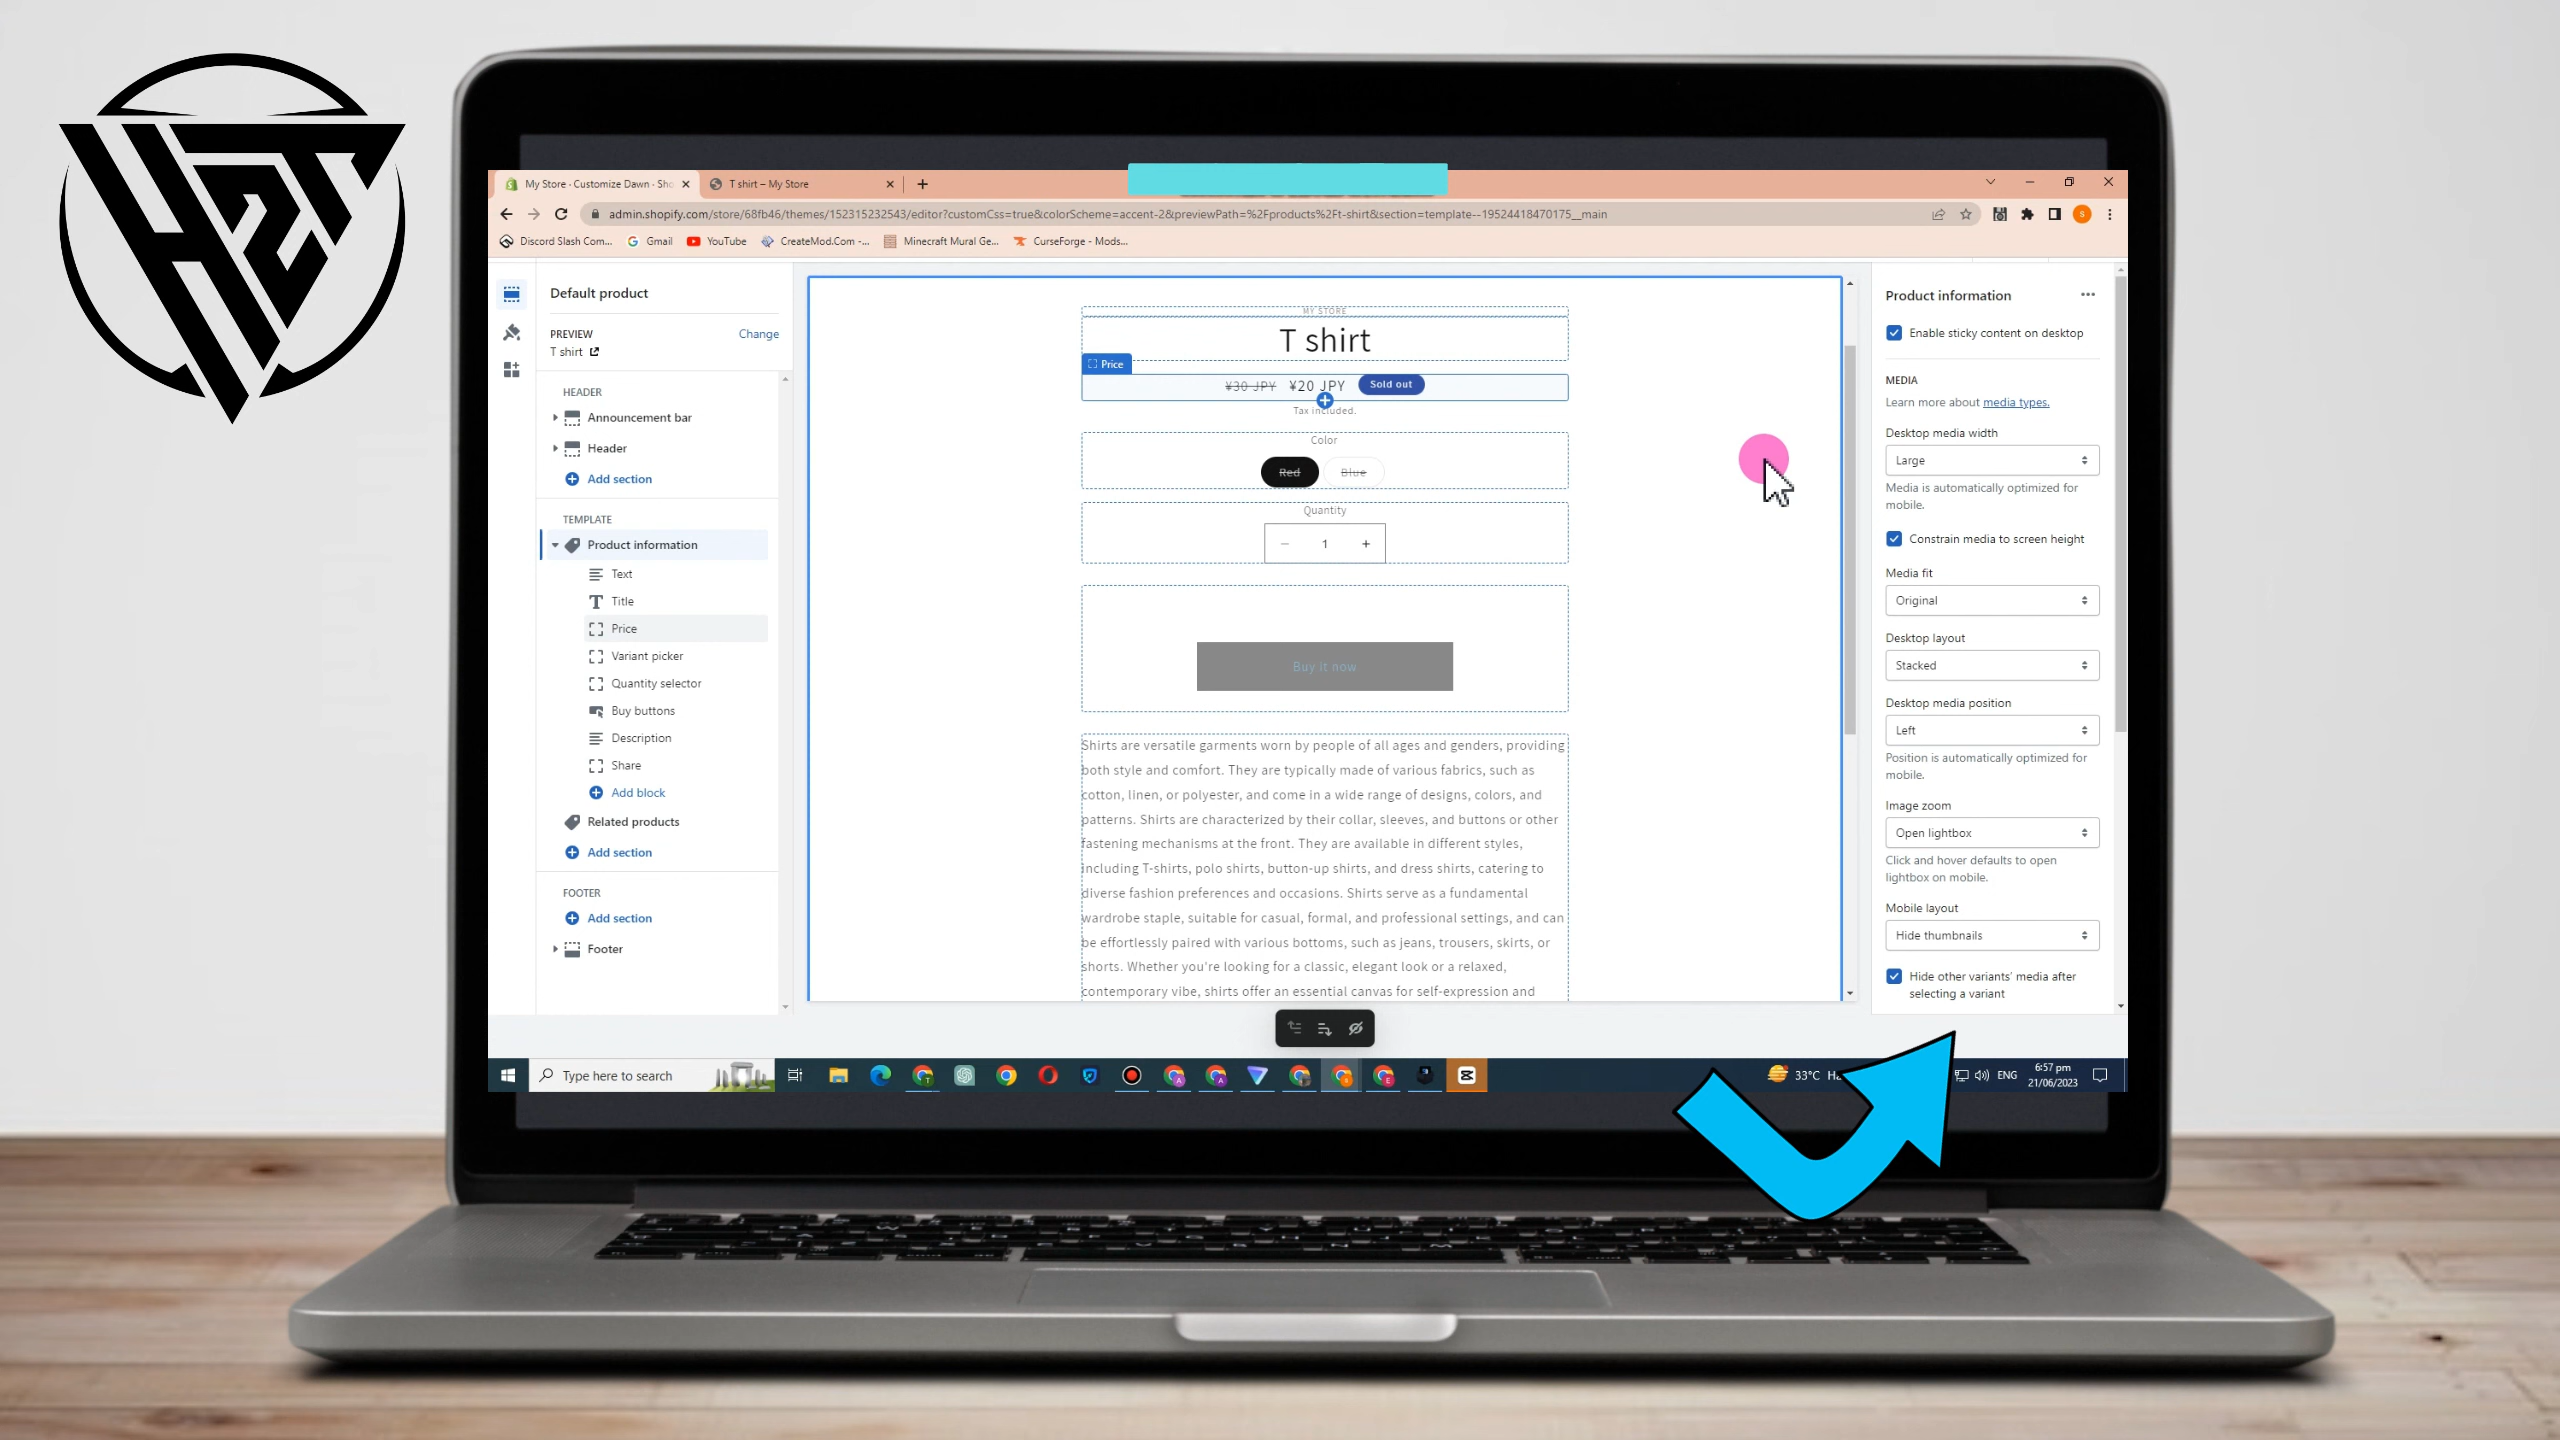 H2T
My Store · Customize Dawn · Sho
T shirt – My Store
admin.shopify.com/store/68fb46/themes/152315232543/editor?customCss=true&colorScheme=accent-2&previewPath=%2Fproducts%2Ft-shirt&section=template--19524418470175__main
S
Discord Slash Com...
Gmail
YouTube
CreateMod.Com -...
Minecraft Mural Ge...
CurseForge - Mods...
Default product
PREVIEW
Change
T shirt
HEADER
Announcement bar
Header
Add section
TEMPLATE
Product information
Text
Title
Price
Variant picker
Quantity selector
Buy buttons
Description
Share
Add block
Related products
Add section
FOOTER
Add section
Footer
MY STORE
T shirt
Price
¥30 JPY ¥20 JPY Sold out
Tax included.
Color
Red Blue
Quantity
− 1 +
Buy it now
Shirts are versatile garments worn by people of all ages and genders, providing
both style and comfort. They are typically made of various fabrics, such as
cotton, linen, or polyester, and come in a wide range of designs, colors, and
patterns. Shirts are characterized by their collar, sleeves, and buttons or other
fastening mechanisms at the front. They are available in different styles,
including T-shirts, polo shirts, button-up shirts, and dress shirts, catering to
diverse fashion preferences and occasions. Shirts serve as a fundamental
wardrobe staple, suitable for casual, formal, and professional settings, and can
be effortlessly paired with various bottoms, such as jeans, trousers, skirts, or
shorts. Whether you're looking for a classic, elegant look or a relaxed,
contemporary vibe, shirts offer an essential canvas for self-expression and
Product information
Enable sticky content on desktop
MEDIA
Learn more about media types.
Desktop media width
Large
Media is automatically optimized for
mobile.
Constrain media to screen height
Media fit
Original
Desktop layout
Stacked
Desktop media position
Left
Position is automatically optimized for
mobile.
Image zoom
Open lightbox
Click and hover defaults to open
lightbox on mobile.
Mobile layout
Hide thumbnails
Hide other variants' media after
selecting a variant
Type here to search
33°C
ENG
6:57 pm
21/06/2023